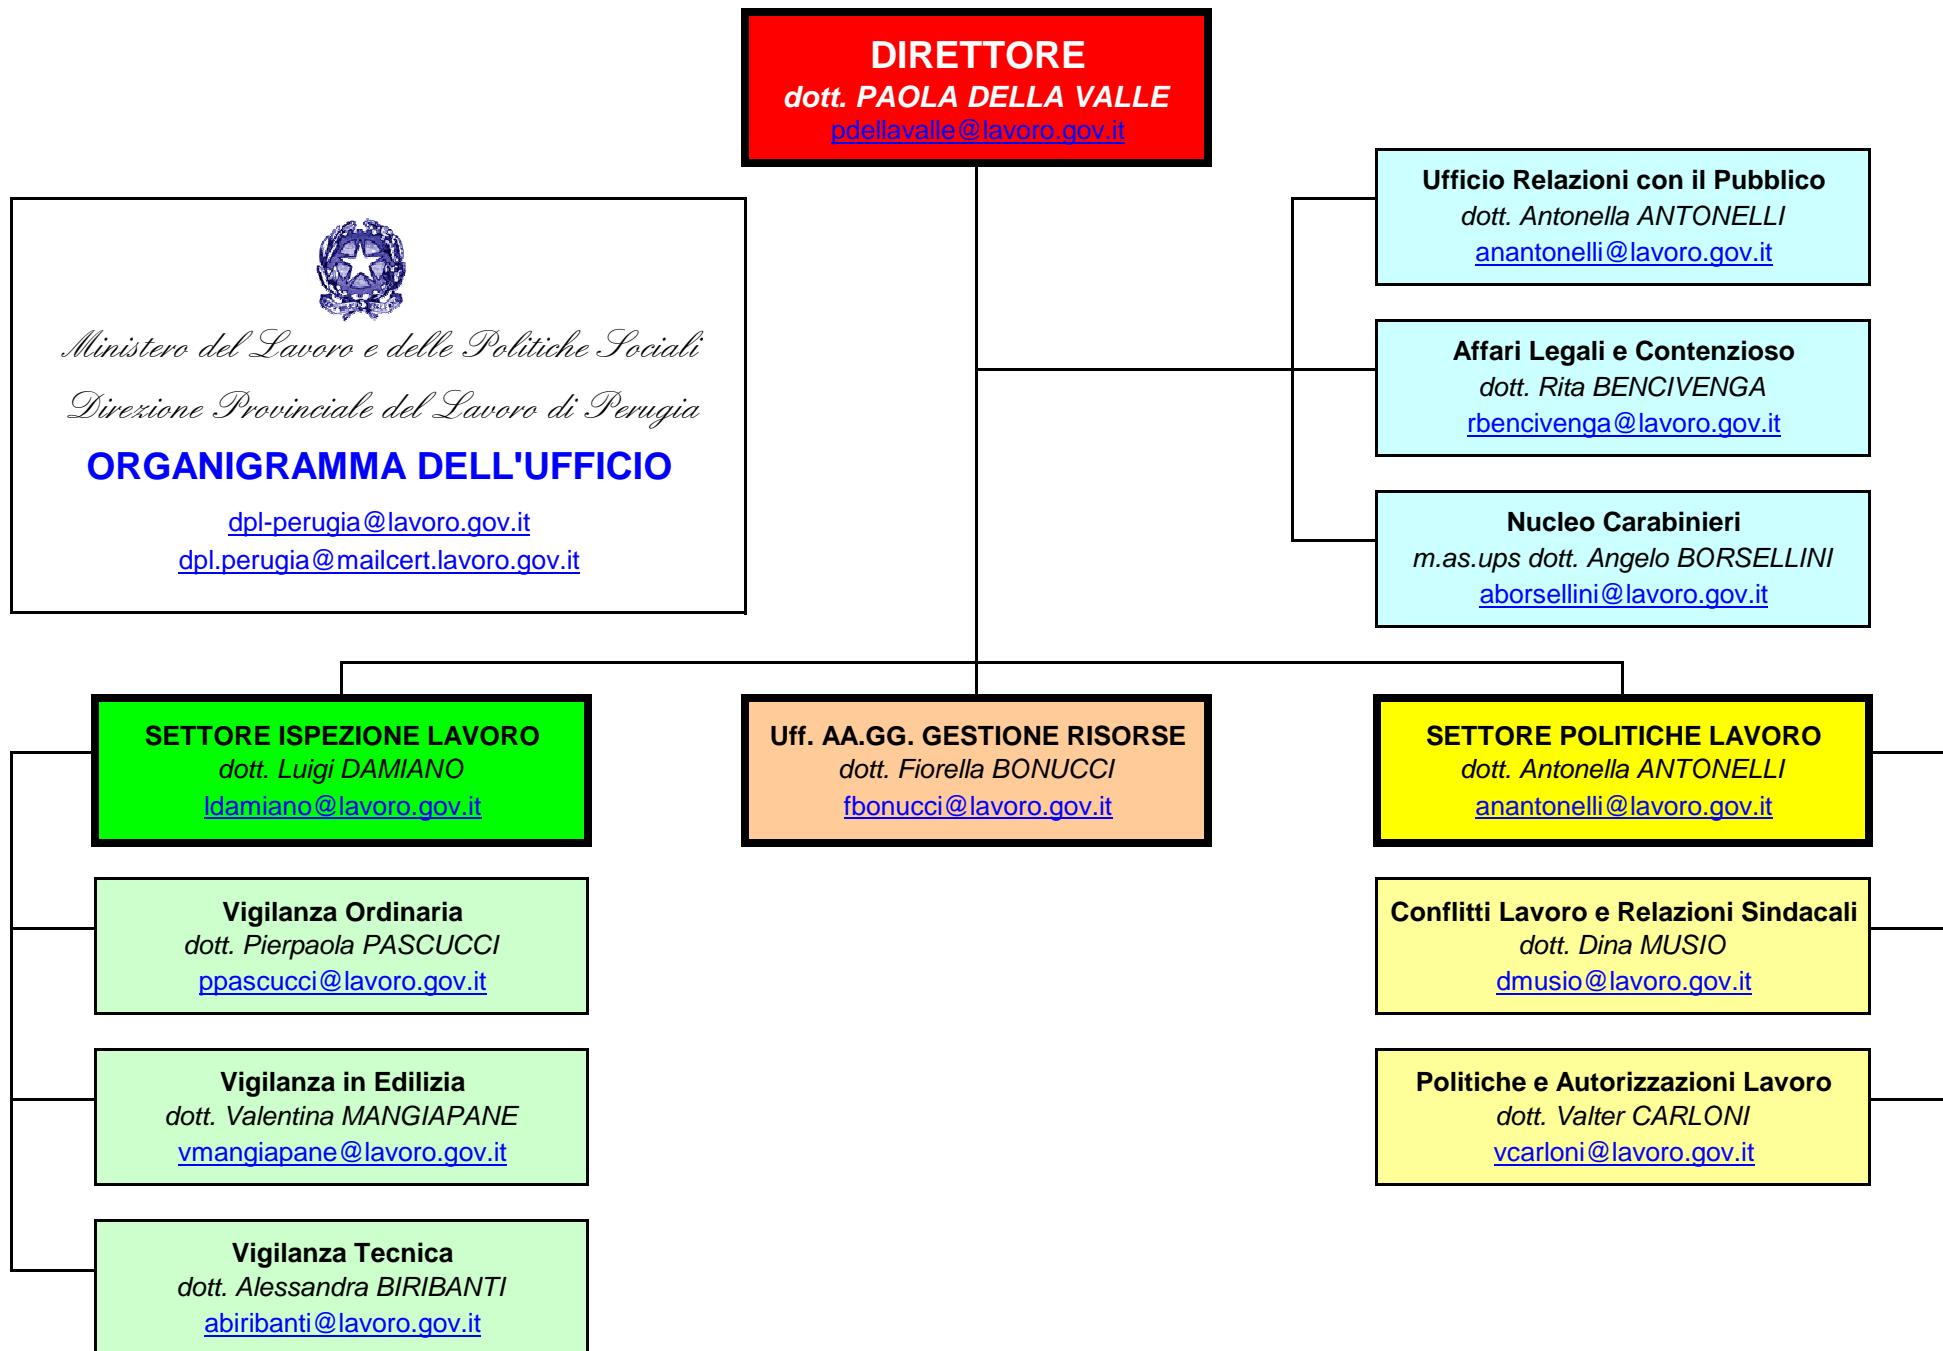 DIRETTORE
dott. PAOLA DELLA VALLE
pdellavalle@lavoro.gov.it
Ministero del Lavoro e delle Politiche Sociali
Direzione Provinciale del Lavoro di Perugia
ORGANIGRAMMA DELL'UFFICIO
dpl-perugia@lavoro.gov.it
dpl.perugia@mailcert.lavoro.gov.it
Ufficio Relazioni con il Pubblico
dott. Antonella ANTONELLI
anantonelli@lavoro.gov.it
Affari Legali e Contenzioso
dott. Rita BENCIVENGA
rbencivenga@lavoro.gov.it
Nucleo Carabinieri
m.as.ups dott. Angelo BORSELLINI
aborsellini@lavoro.gov.it
SETTORE ISPEZIONE LAVORO
dott. Luigi DAMIANO
ldamiano@lavoro.gov.it
Vigilanza Ordinaria
dott. Pierpaola PASCUCCI
ppascucci@lavoro.gov.it
Vigilanza in Edilizia
dott. Valentina MANGIAPANE
vmangiapane@lavoro.gov.it
Vigilanza Tecnica
dott. Alessandra BIRIBANTI
abiribanti@lavoro.gov.it
Uff. AA.GG. GESTIONE RISORSE
dott. Fiorella BONUCCI
fbonucci@lavoro.gov.it
SETTORE POLITICHE LAVORO
dott. Antonella ANTONELLI
anantonelli@lavoro.gov.it
Conflitti Lavoro e Relazioni Sindacali
dott. Dina MUSIO
dmusio@lavoro.gov.it
Politiche e Autorizzazioni Lavoro
dott. Valter CARLONI
vcarloni@lavoro.gov.it